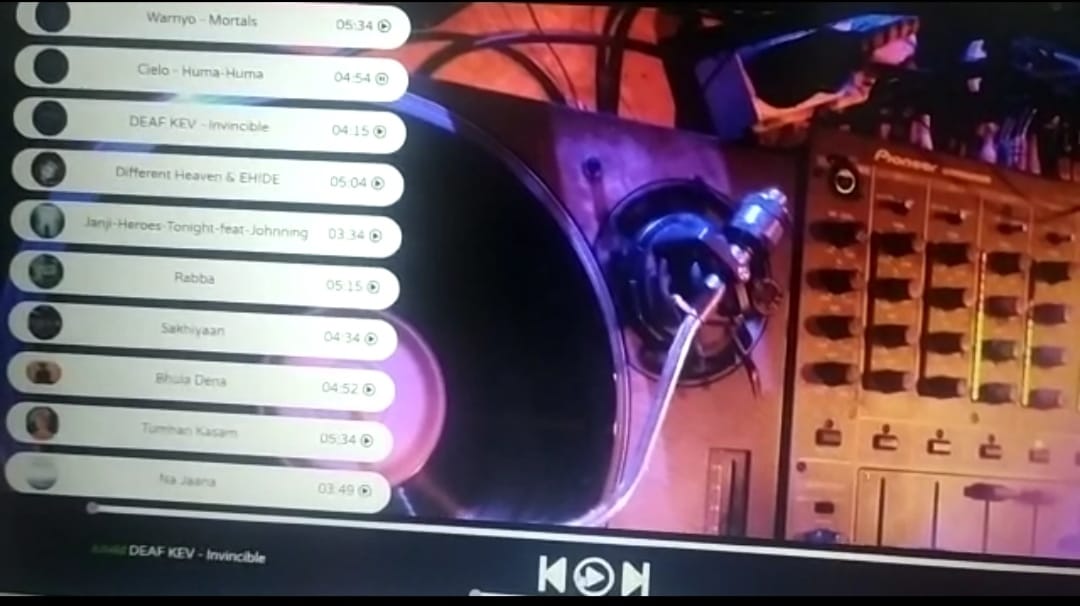 Warriyo - Mortals 05:34
Cielo - Huma-Huma 04:54
DEAF KEV - Invincible 04:15
Different Heaven & EH!DE 05:04
Janji-Heroes-Tonight-feat-Johnning 03:34
Rabba 05:15
Sakhiyaan 04:34
Bhula Dena 04:52
Tumhari Kasam 05:34
Na Jaana 03:49
Pioneer
DEAF KEV - Invincible